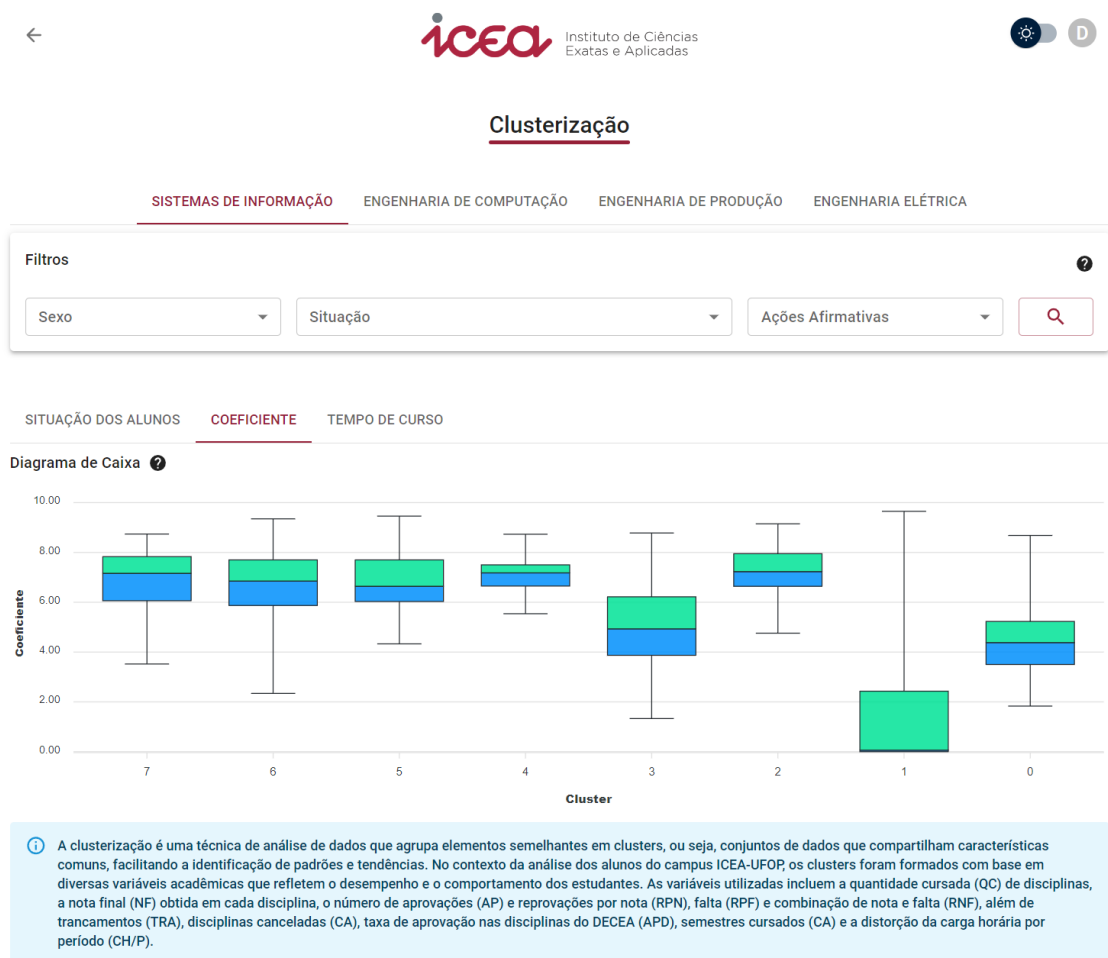 icea
Instituto de Ciências
Exatas e Aplicadas
D
Clusterização
SISTEMAS DE INFORMAÇÃO ENGENHARIA DE COMPUTAÇÃO ENGENHARIA DE PRODUÇÃO ENGENHARIA ELÉTRICA
Filtros
?
Sexo Situação Ações Afirmativas
SITUAÇÃO DOS ALUNOS COEFICIENTE TEMPO DE CURSO
Diagrama de Caixa ?
10.00
8.00
6.00
4.00
2.00
0.00
Coeficiente
7 6 5 4 3 2 1 0
Cluster
A clusterização é uma técnica de análise de dados que agrupa elementos semelhantes em clusters, ou seja, conjuntos de dados que compartilham características
comuns, facilitando a identificação de padrões e tendências. No contexto da análise dos alunos do campus ICEA-UFOP, os clusters foram formados com base em
diversas variáveis acadêmicas que refletem o desempenho e o comportamento dos estudantes. As variáveis utilizadas incluem a quantidade cursada (QC) de disciplinas,
a nota final (NF) obtida em cada disciplina, o número de aprovações (AP) e reprovações por nota (RPN), falta (RPF) e combinação de nota e falta (RNF), além de
trancamentos (TRA), disciplinas canceladas (CA), taxa de aprovação nas disciplinas do DECEA (APD), semestres cursados (CA) e a distorção da carga horária por
período (CH/P).